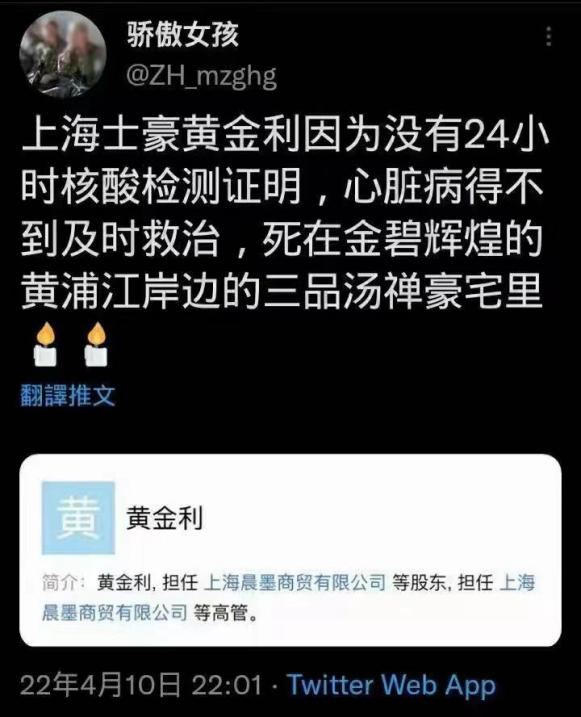 骄傲女孩
@ZH_mzghg
上海士豪黄金利因为没有24小
时核酸检测证明，心脏病得不
到及时救治，死在金碧辉煌的
黄浦江岸边的三品汤禅豪宅里
翻譯推文
黄 黄金利
简介：黄金利, 担任 上海晨墨商贸有限公司 等股东, 担任 上海
晨墨商贸有限公司 等高管。
22年4月10日 22:01 · Twitter Web App